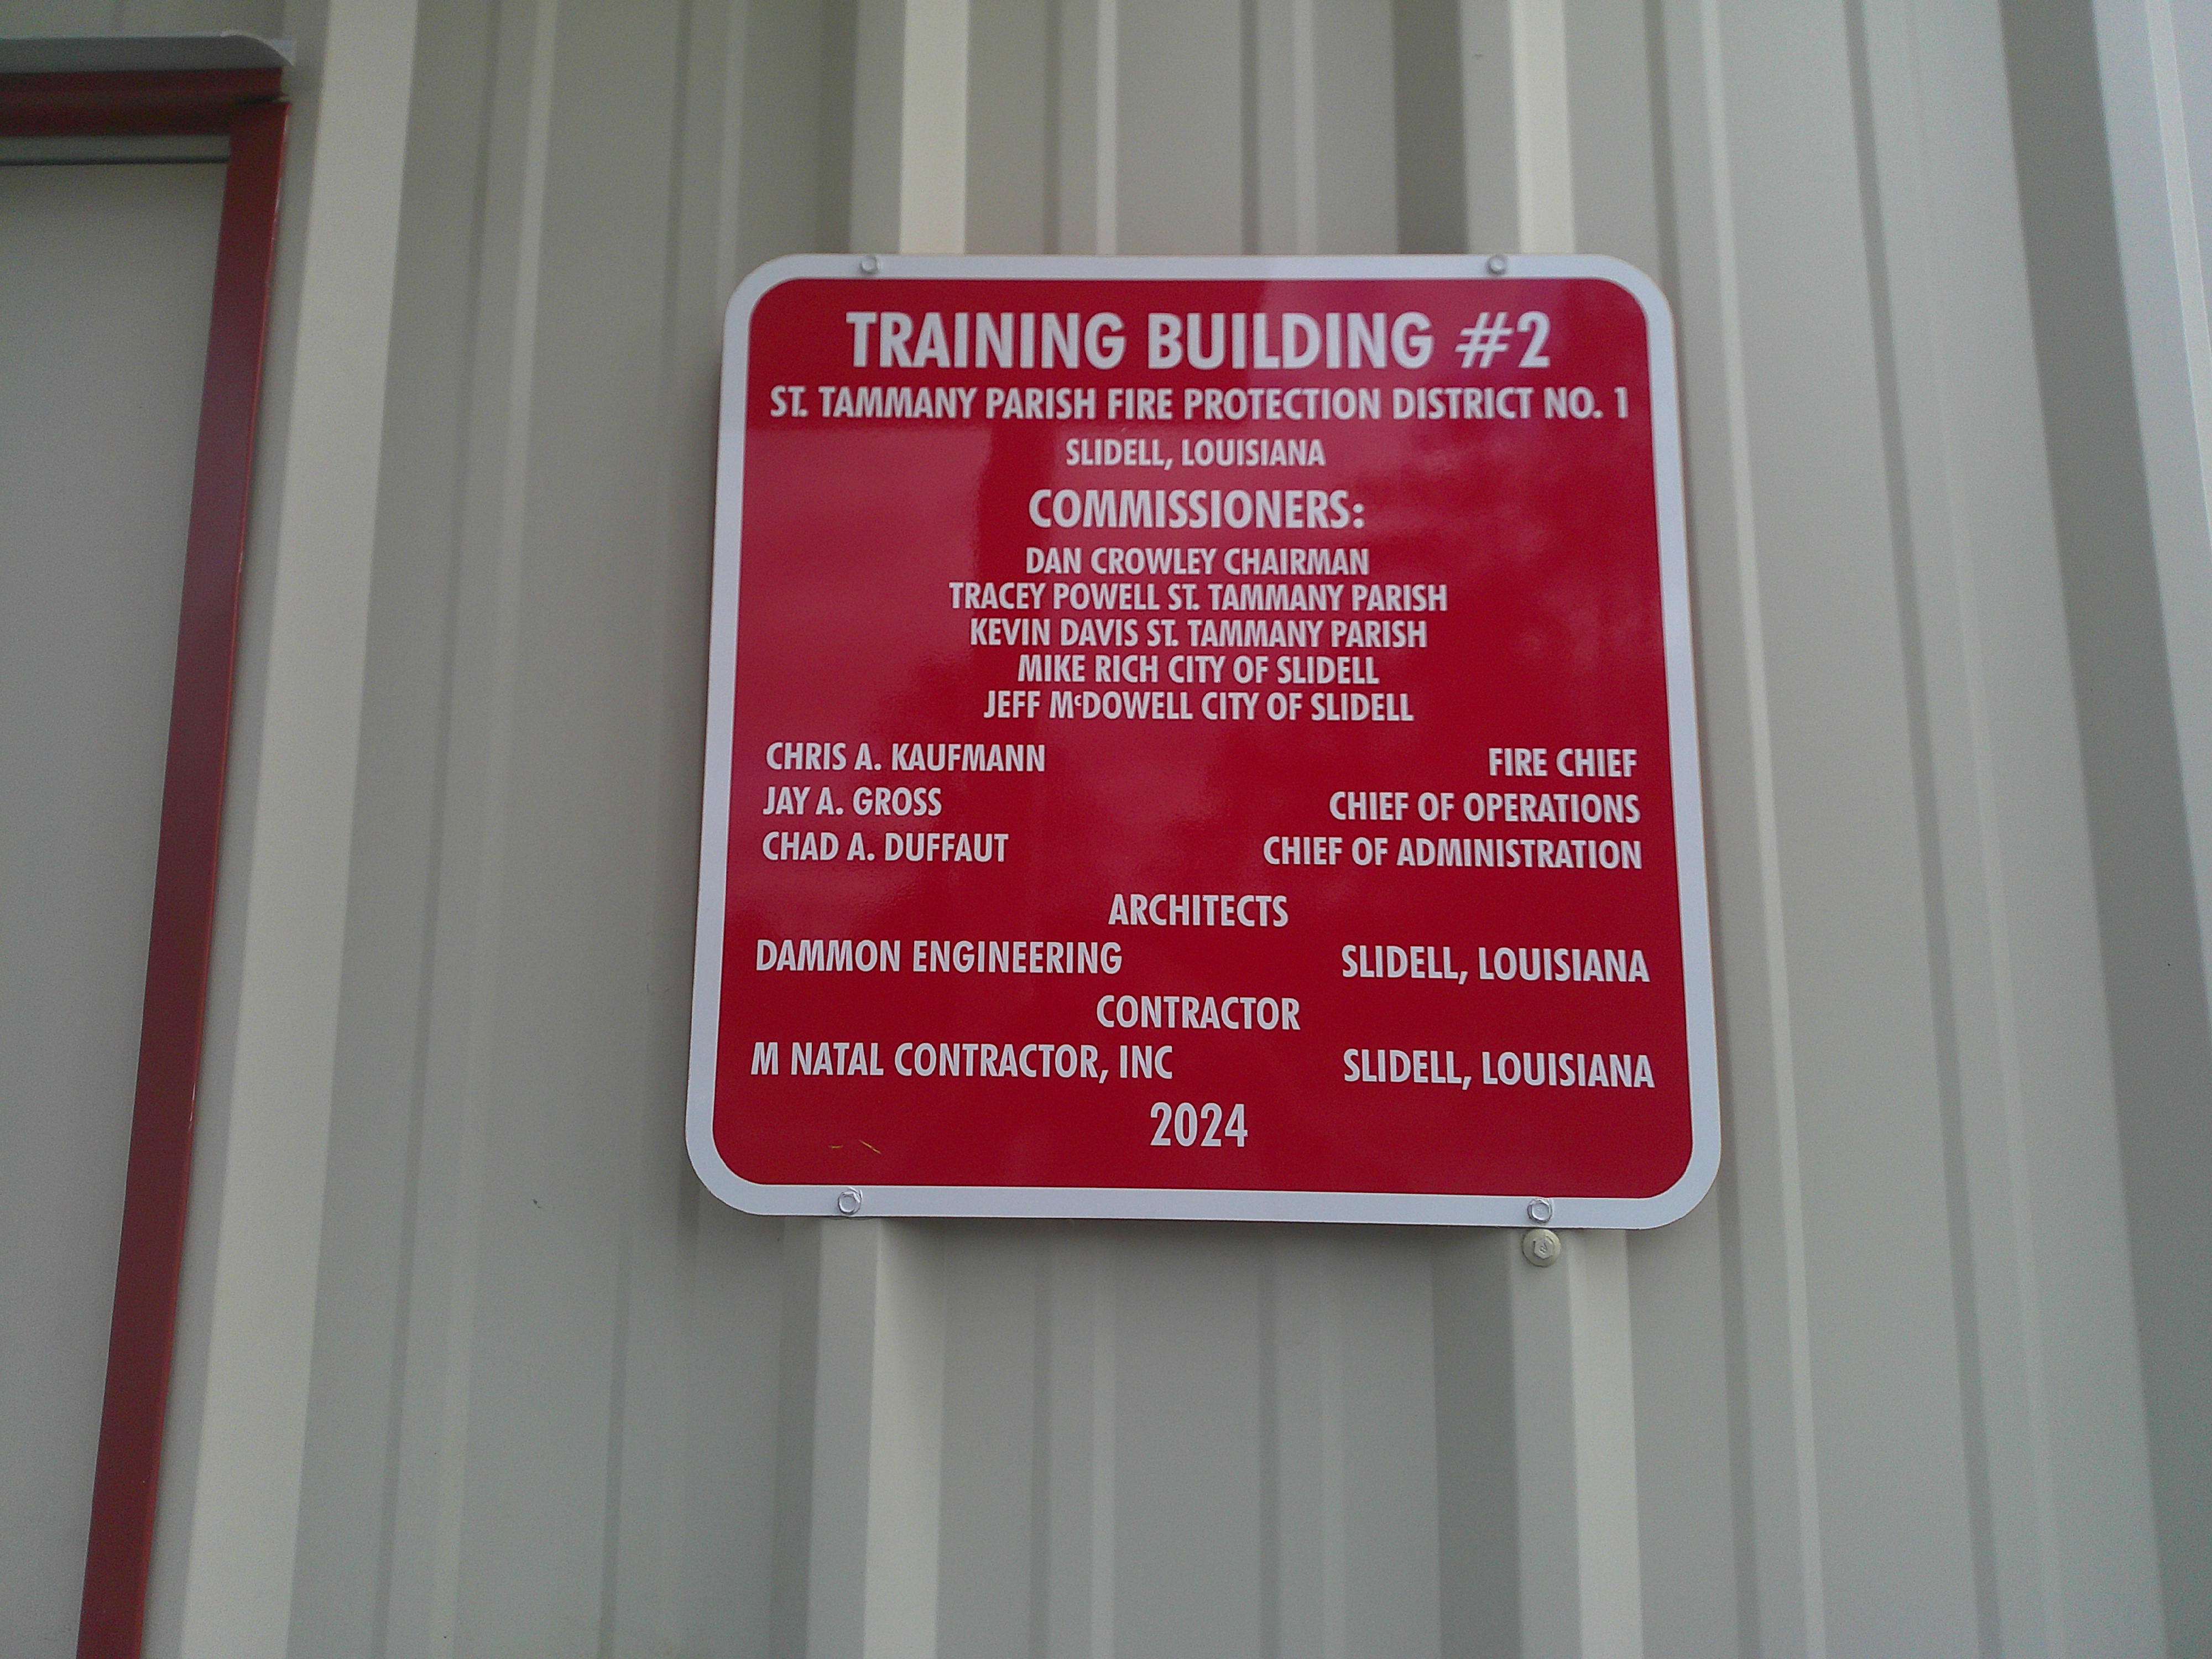 TRAINING BUILDING #2
ST. TAMMANY PARISH FIRE PROTECTION DISTRICT NO. 1
SLIDELL, LOUISIANA
COMMISSIONERS:
DAN CROWLEY CHAIRMAN
TRACEY POWELL ST. TAMMANY PARISH
KEVIN DAVIS ST. TAMMANY PARISH
MIKE RICH CITY OF SLIDELL
JEFF McDOWELL CITY OF SLIDELL
CHRIS A. KAUFMANN FIRE CHIEF
JAY A. GROSS CHIEF OF OPERATIONS
CHAD A. DUFFAUT CHIEF OF ADMINISTRATION
ARCHITECTS
DAMMON ENGINEERING SLIDELL, LOUISIANA
CONTRACTOR
M NATAL CONTRACTOR, INC SLIDELL, LOUISIANA
2024